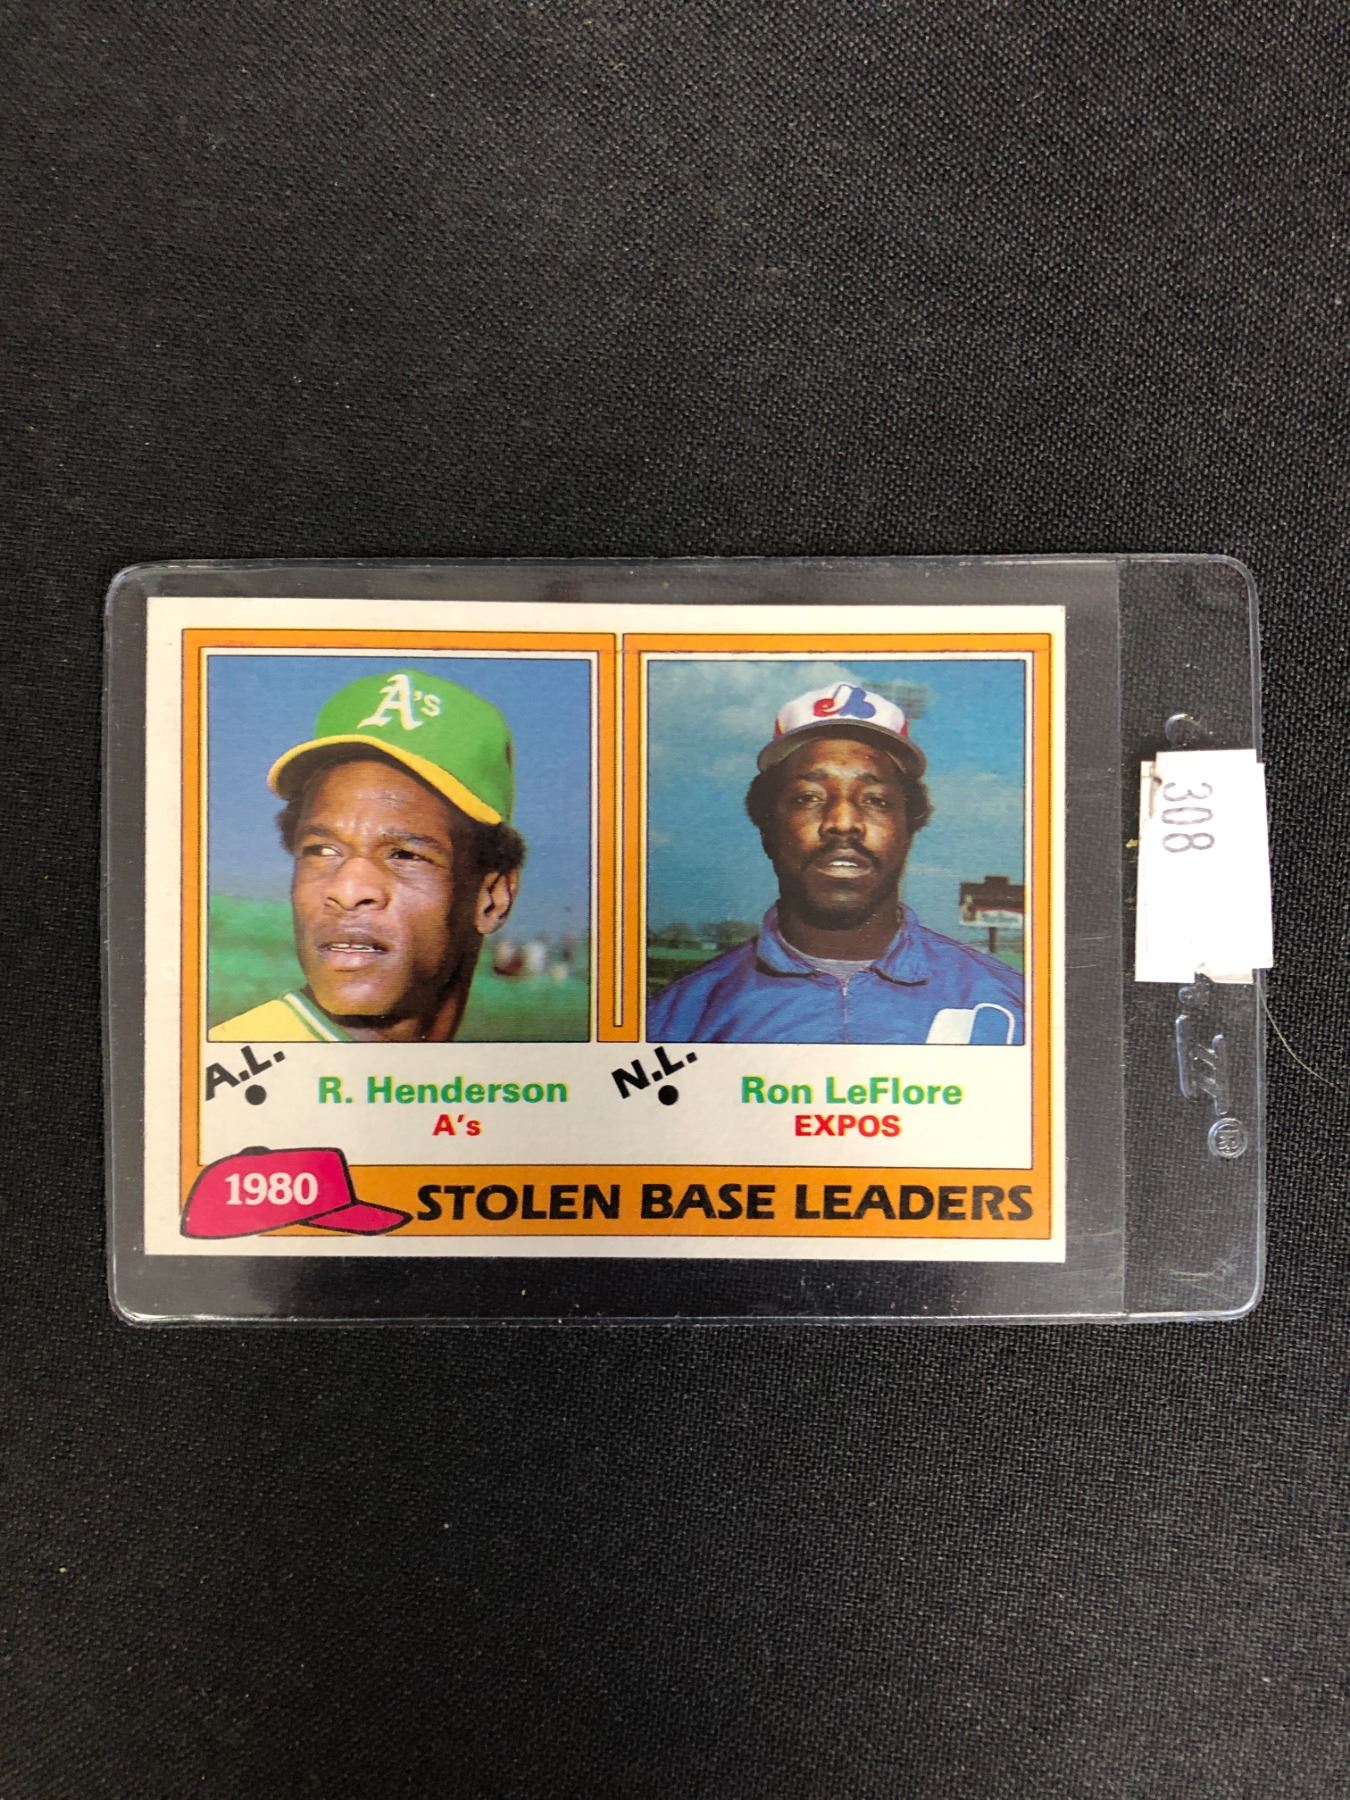 A's
A.L.
R. Henderson
A's
N.L.
Ron LeFlore
EXPOS
1980
STOLEN BASE LEADERS
308